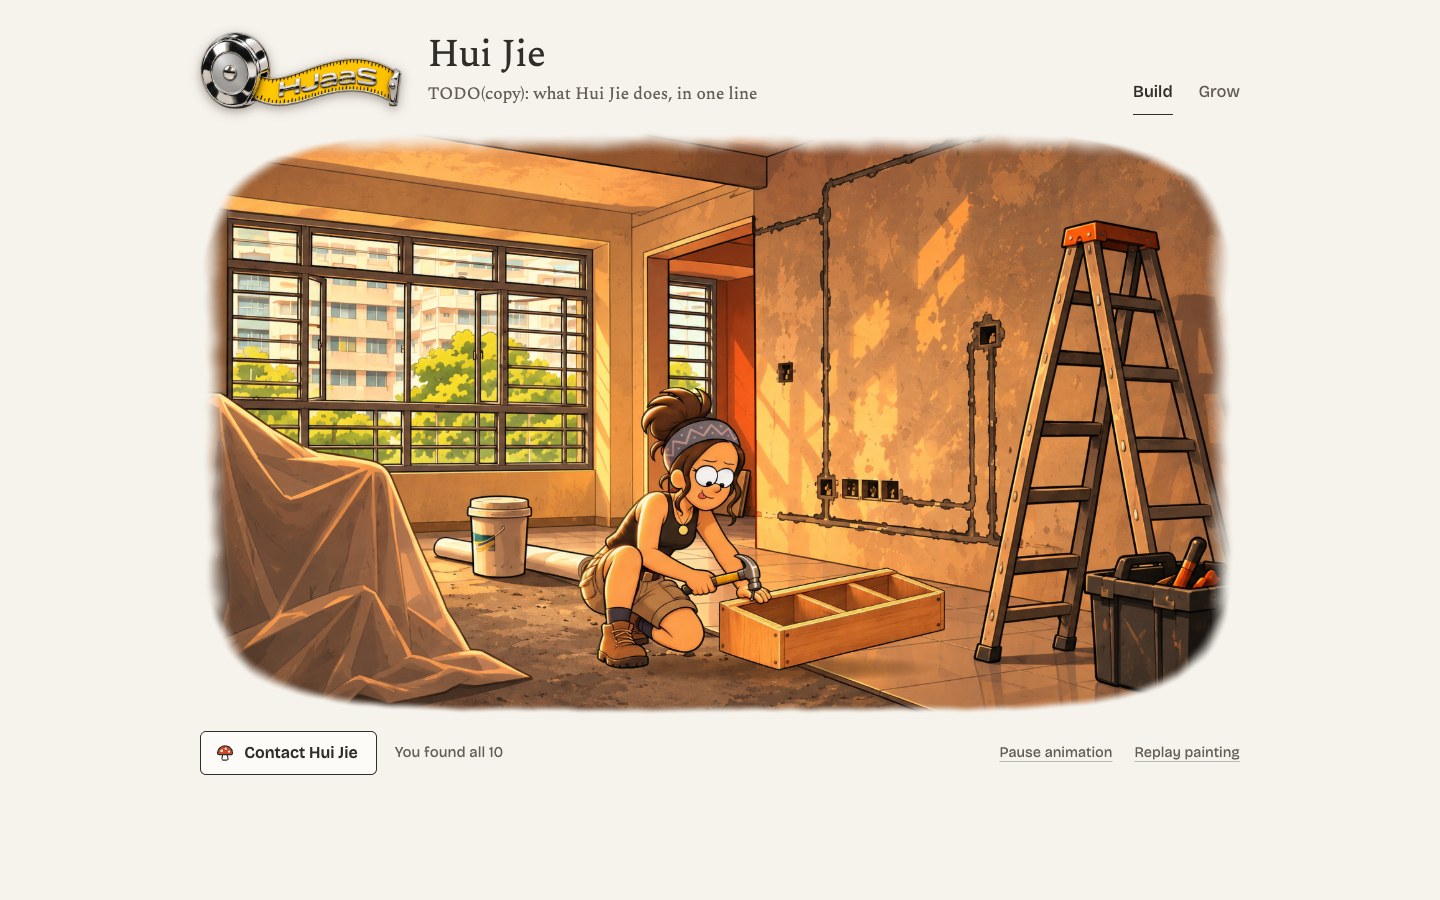 HJaaS
Hui Jie
TODO(copy): what Hui Jie does, in one line
Build
Grow
Contact Hui Jie
You found all 10
Pause animation
Replay painting